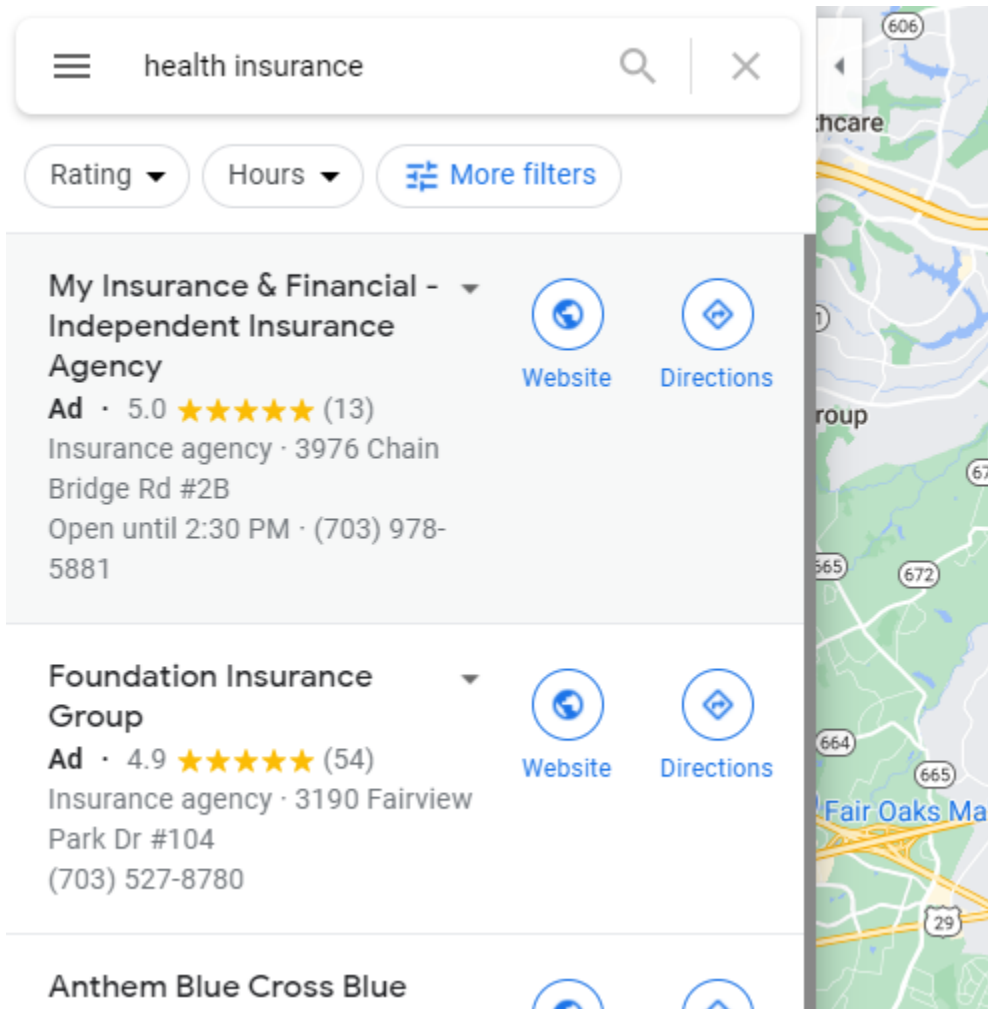 health insurance
Rating
Hours
More filters
My Insurance & Financial -
Independent Insurance
Agency
Website
Directions
Ad · 5.0 (13)
Insurance agency · 3976 Chain
Bridge Rd #2B
Open until 2:30 PM · (703) 978-
5881
Foundation Insurance
Group
Website
Directions
Ad · 4.9 (54)
Insurance agency · 3190 Fairview
Park Dr #104
(703) 527-8780
Anthem Blue Cross Blue
606
thcare
roup
67
665
672
664
665
Fair Oaks Ma
29